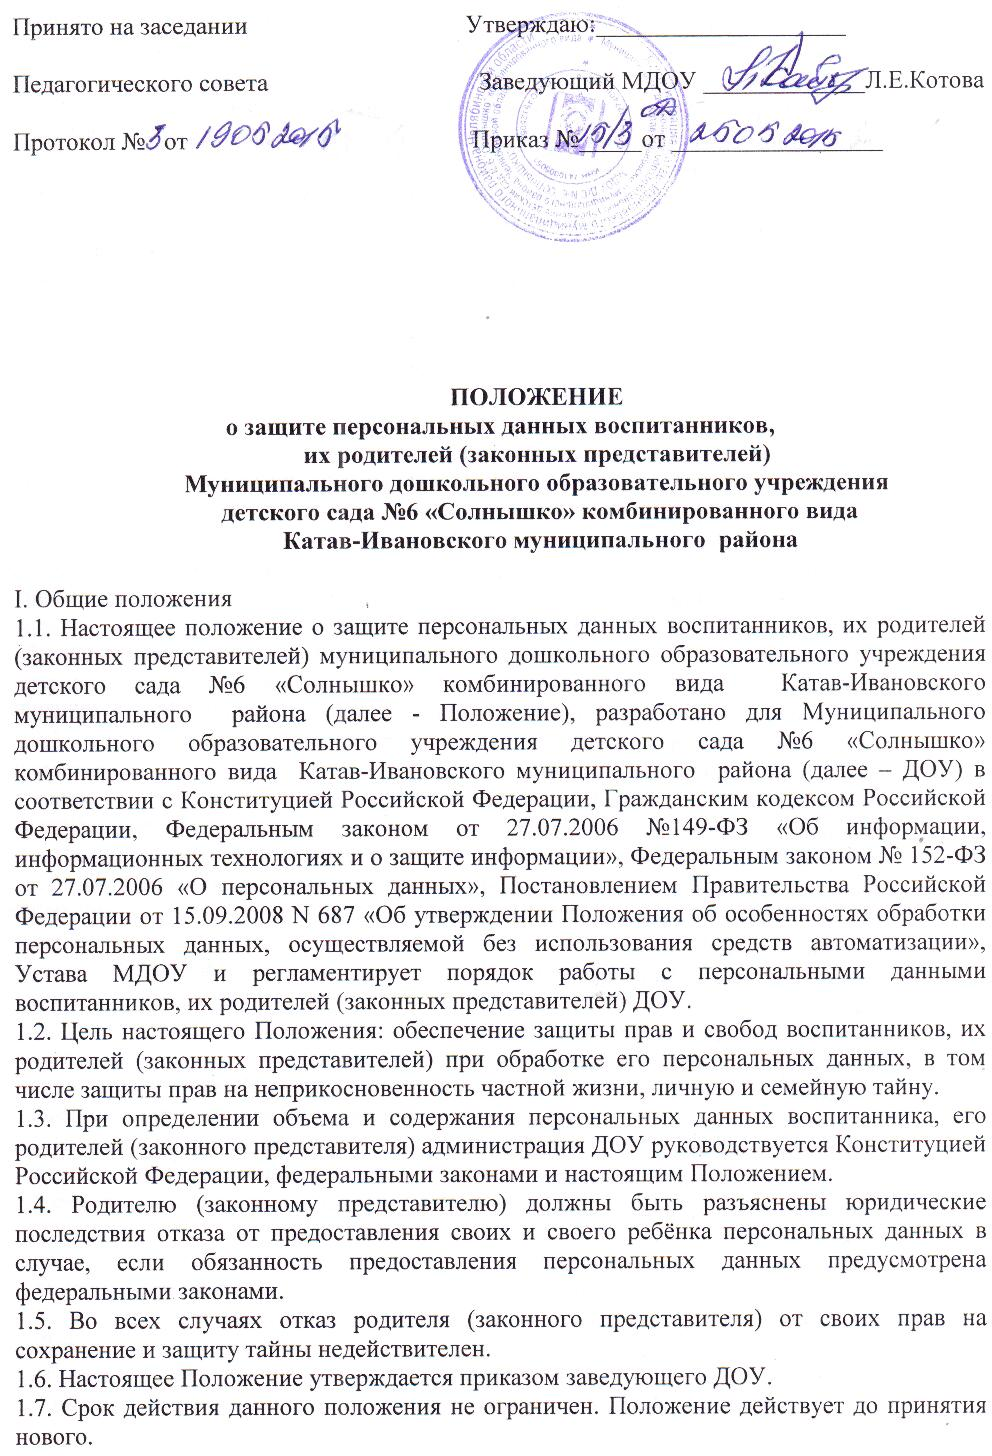 Принято на заседании Утверждаю:____________________
Педагогического совета Заведующий МДОУ _____________Л.Е.Котова
Протокол №3 от 19 05 2015 Приказ № 15/3 от 25 05 2015
ПОЛОЖЕНИЕ
о защите персональных данных воспитанников,
их родителей (законных представителей)
Муниципального дошкольного образовательного учреждения
детского сада №6 «Солнышко» комбинированного вида
Катав-Ивановского муниципального района
I. Общие положения
1.1. Настоящее положение о защите персональных данных воспитанников, их родителей
(законных представителей) муниципального дошкольного образовательного учреждения
детского сада №6 «Солнышко» комбинированного вида Катав-Ивановского
муниципального района (далее - Положение), разработано для Муниципального
дошкольного образовательного учреждения детского сада №6 «Солнышко»
комбинированного вида Катав-Ивановского муниципального района (далее – ДОУ) в
соответствии с Конституцией Российской Федерации, Гражданским кодексом Российской
Федерации, Федеральным законом от 27.07.2006 №149-ФЗ «Об информации,
информационных технологиях и о защите информации», Федеральным законом № 152-ФЗ
от 27.07.2006 «О персональных данных», Постановлением Правительства Российской
Федерации от 15.09.2008 N 687 «Об утверждении Положения об особенностях обработки
персональных данных, осуществляемой без использования средств автоматизации»,
Устава МДОУ и регламентирует порядок работы с персональными данными
воспитанников, их родителей (законных представителей) ДОУ.
1.2. Цель настоящего Положения: обеспечение защиты прав и свобод воспитанников, их
родителей (законных представителей) при обработке его персональных данных, в том
числе защиты прав на неприкосновенность частной жизни, личную и семейную тайну.
1.3. При определении объема и содержания персональных данных воспитанника, его
родителей (законного представителя) администрация ДОУ руководствуется Конституцией
Российской Федерации, федеральными законами и настоящим Положением.
1.4. Родителю (законному представителю) должны быть разъяснены юридические
последствия отказа от предоставления своих и своего ребёнка персональных данных в
случае, если обязанность предоставления персональных данных предусмотрена
федеральными законами.
1.5. Во всех случаях отказ родителя (законного представителя) от своих прав на
сохранение и защиту тайны недействителен.
1.6. Настоящее Положение утверждается приказом заведующего ДОУ.
1.7. Срок действия данного положения не ограничен. Положение действует до принятия
нового.